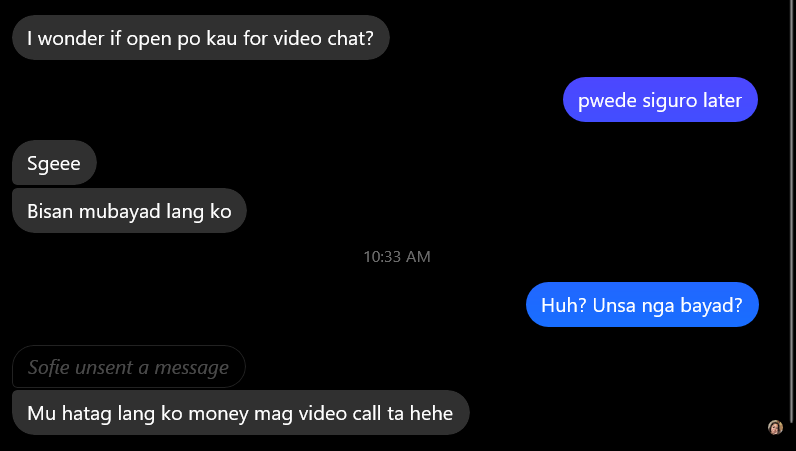 I wonder if open po kau for video chat?
pwede siguro later
Sgeee
Bisan mubayad lang ko
10:33 AM
Huh? Unsa nga bayad?
Sofie unsent a message
Mu hatag lang ko money mag video call ta hehe